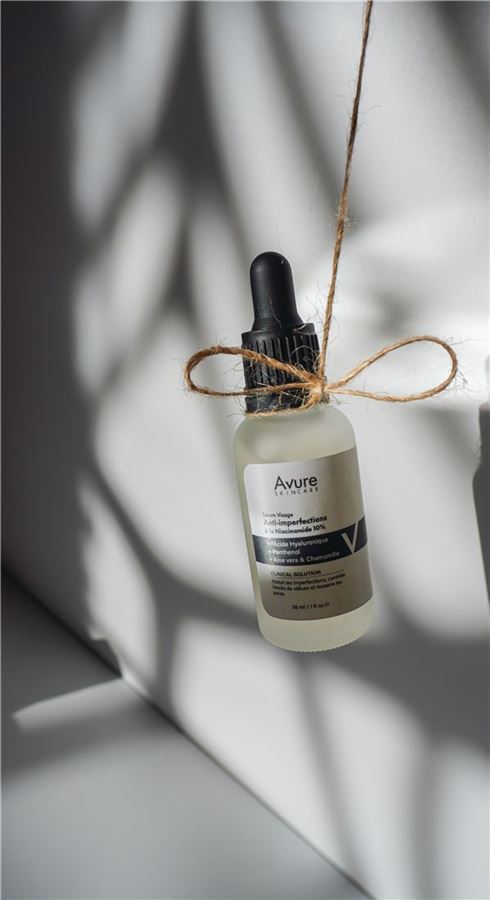 Avure
SKINCARE
Sérum Visage
Anti-imperfections
à la Niacinamide 10%
+ l'Acide Hyaluronique
+ Panthenol
+ Aloe vera & Chamomille
V
CLINICAL SOLUTION
Réduit les imperfections, contrôle
l'excès de sébum et resserre les
pores
30 ml / 1 fl oz